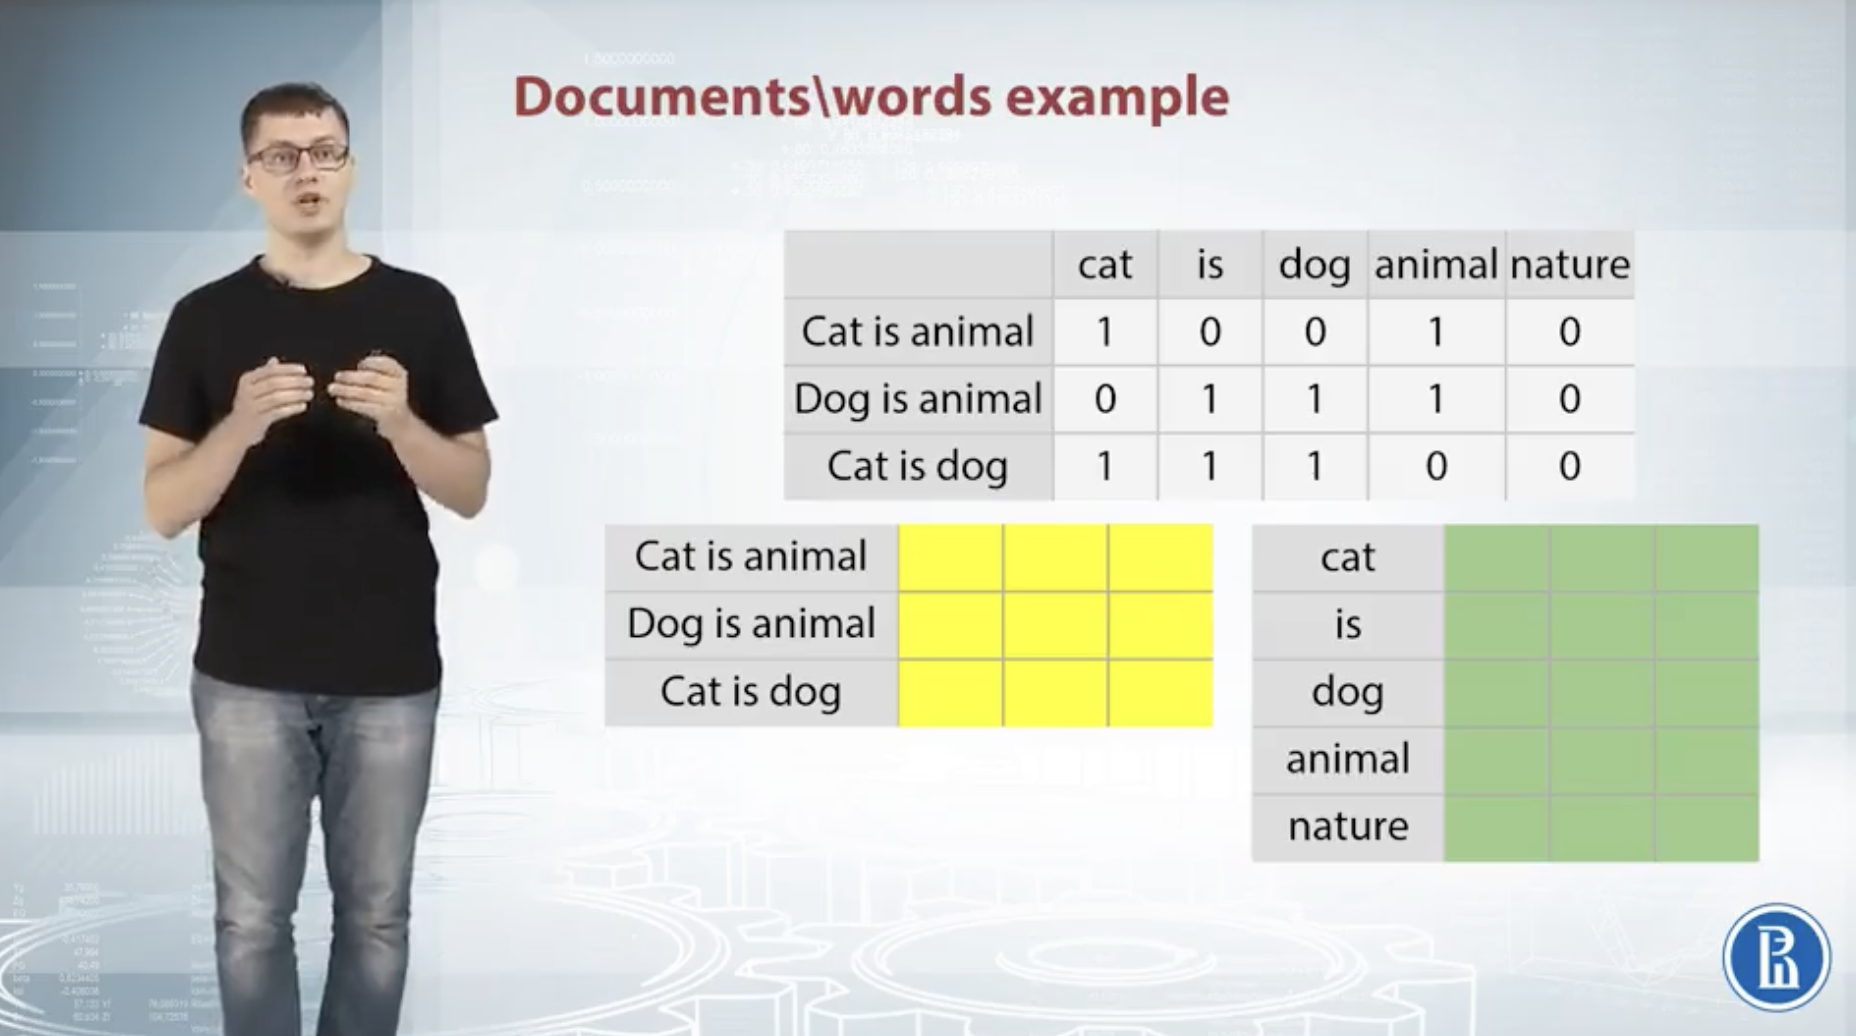 Documents\words example
cat is dog animal nature
Cat is animal 1 0 0 1 0
Dog is animal 0 1 1 1 0
Cat is dog 1 1 1 0 0
Cat is animal
Dog is animal
Cat is dog
cat
is
dog
animal
nature